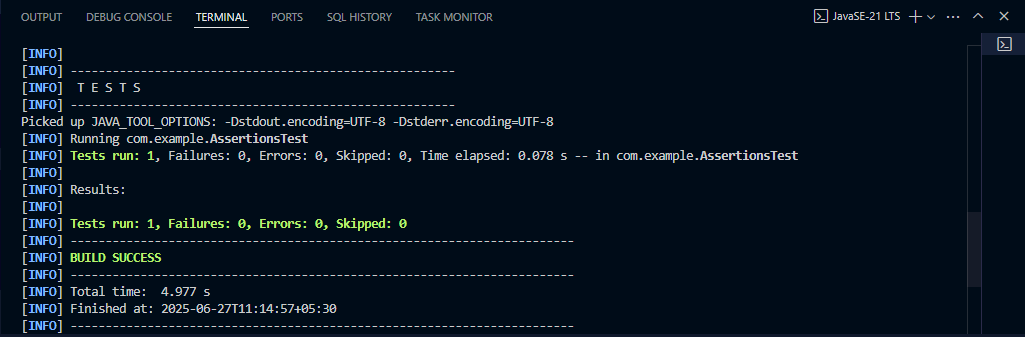 OUTPUT DEBUG CONSOLE TERMINAL PORTS SQL HISTORY TASK MONITOR JavaSE-21 LTS
[INFO]
[INFO] -------------------------------------------------------
[INFO]  T E S T S
[INFO] -------------------------------------------------------
Picked up JAVA_TOOL_OPTIONS: -Dstdout.encoding=UTF-8 -Dstderr.encoding=UTF-8
[INFO] Running com.example.AssertionsTest
[INFO] Tests run: 1, Failures: 0, Errors: 0, Skipped: 0, Time elapsed: 0.078 s -- in com.example.AssertionsTest
[INFO]
[INFO] Results:
[INFO]
[INFO] Tests run: 1, Failures: 0, Errors: 0, Skipped: 0
[INFO] ------------------------------------------------------------------------
[INFO] BUILD SUCCESS
[INFO] ------------------------------------------------------------------------
[INFO] Total time:  4.977 s
[INFO] Finished at: 2025-06-27T11:14:57+05:30
[INFO] ------------------------------------------------------------------------